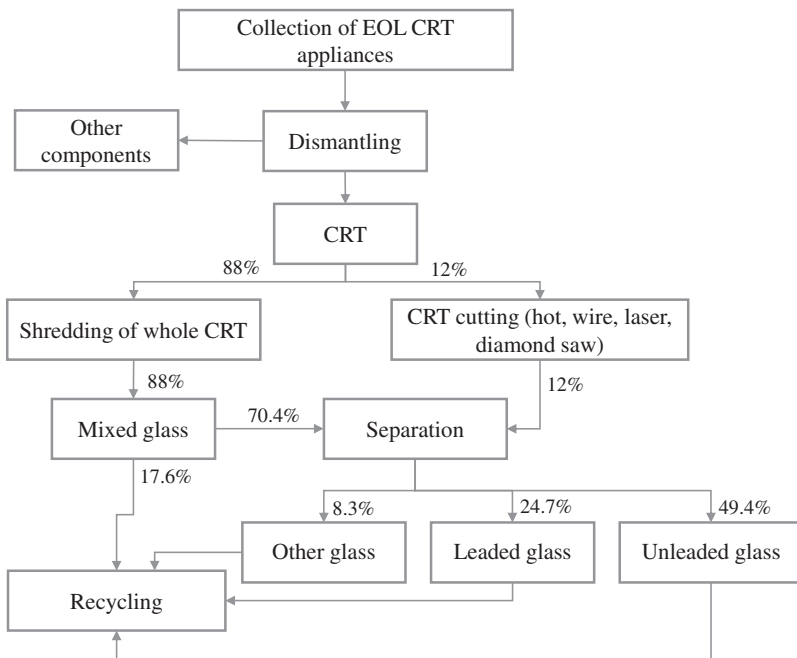 Collection of EOL CRT
appliances
Other
components
Dismantling
CRT
88%
12%
Shredding of whole CRT
CRT cutting (hot, wire, laser,
diamond saw)
88%
12%
Mixed glass
70.4%
Separation
17.6%
8.3%
24.7%
49.4%
Other glass
Leaded glass
Unleaded glass
Recycling